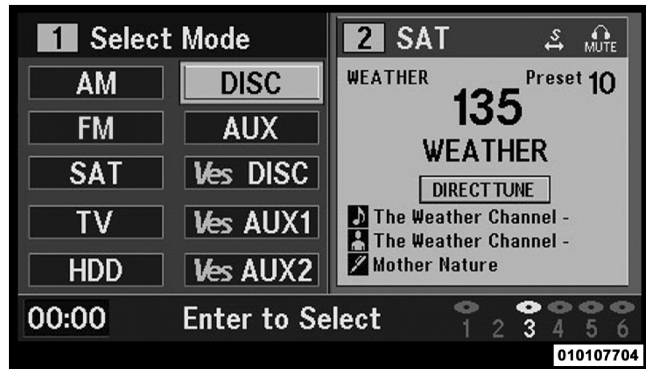 1 Select Mode
AM DISC
FM AUX
SAT Ves DISC
TV Ves AUX1
HDD Ves AUX2
2 SAT S MUTE
WEATHER Preset 10
135
WEATHER
DIRECT TUNE
The Weather Channel -
The Weather Channel -
Mother Nature
00:00 Enter to Select 1 2 3 4 5 6
010107704